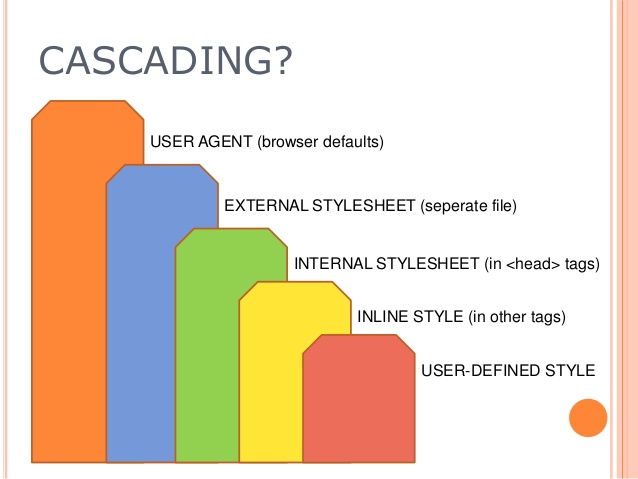 CASCADING?
USER AGENT (browser defaults)
EXTERNAL STYLESHEET (seperate file)
INTERNAL STYLESHEET (in <head> tags)
INLINE STYLE (in other tags)
USER-DEFINED STYLE